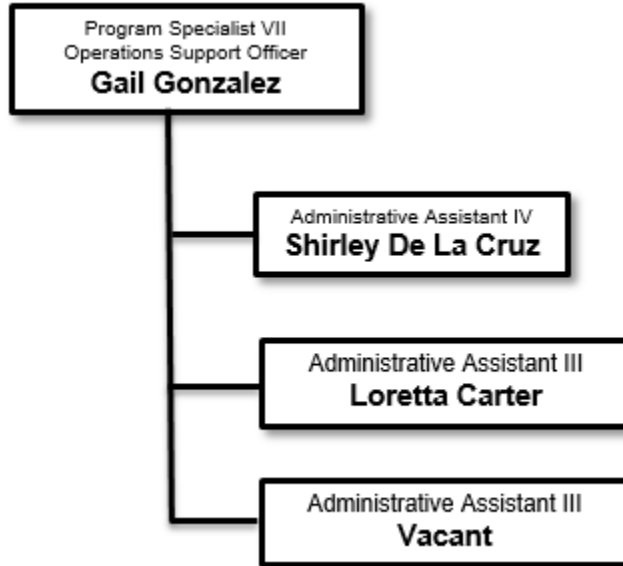 Program Specialist VII
Operations Support Officer
Gail Gonzalez
Administrative Assistant IV
Shirley De La Cruz
Administrative Assistant III
Loretta Carter
Administrative Assistant III
Vacant